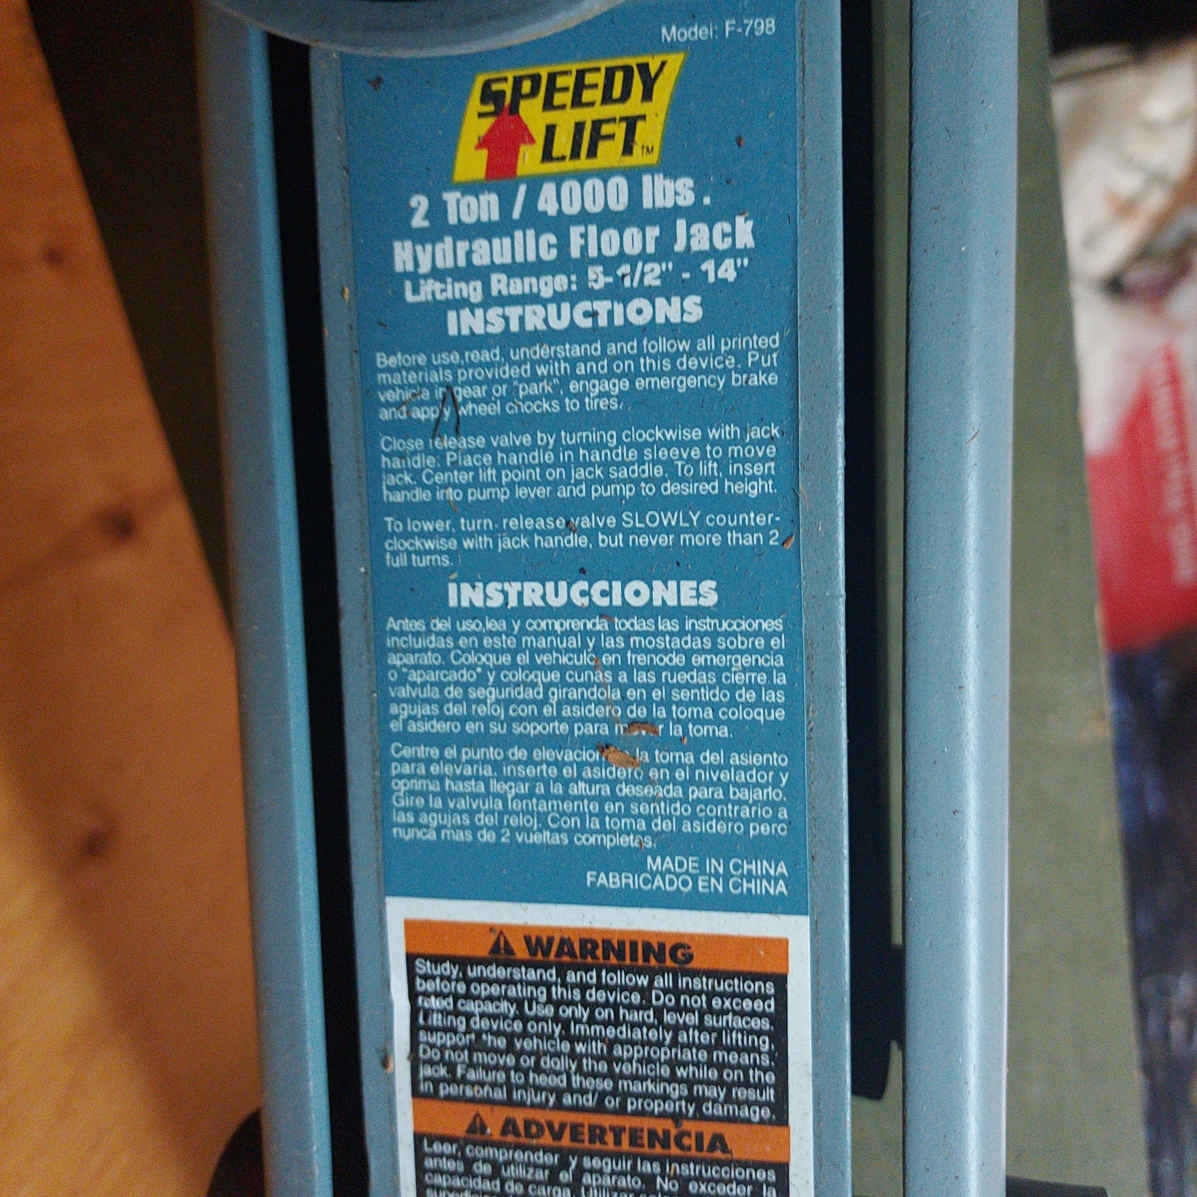 Model: F-798
SPEEDY
LIFT™
2 Ton / 4000 lbs.
Hydraulic Floor Jack
Lifting Range: 5-1/2" - 14"
INSTRUCTIONS
Before use,read, understand and follow all printed
materials provided with and on this device. Put
vehicle in gear or "park", engage emergency brake
and apply wheel chocks to tires.
Close release valve by turning clockwise with jack
handle. Place handle in handle sleeve to move
jack. Center lift point on jack saddle. To lift, insert
handle into pump lever and pump to desired height.
To lower, turn release valve SLOWLY counter-
clockwise with jack handle, but never more than 2
full turns.
INSTRUCCIONES
Antes del uso,lea y comprenda todas las instrucciones
incluidas en este manual y las mostadas sobre el
aparato. Coloque el vehiculo en frenode emergencia
o "aparcado" y coloque cunas a las ruedas cierre la
valvula de seguridad girandola en el sentido de las
agujas del reloj con el asidero de la toma coloque
el asidero en su soporte para la toma.
Centre el punto de elevacion la toma del asiento
para elevaria, inserte el asidero en el nivelador y
oprima hasta llegar a la altura deseada para bajarlo.
Gire la valvula lentamente en sentido contrario a
las agujas del reloj. Con la toma del asidero pero
nunca mas de 2 vueltas completas.
MADE IN CHINA
FABRICADO EN CHINA
WARNING
Study, understand, and follow all instructions
before operating this device. Do not exceed
rated capacity. Use only on hard, level surfaces.
Lifting device only. Immediately after lifting,
support the vehicle with appropriate means.
Do not move or dolly the vehicle while on the
jack. Failure to heed these markings may result
in personal injury and/ or property damage.
ADVERTENCIA
Leer, comprender y seguir las instrucciones
antes de utilizar el aparato. No exceder la
capacidad de carga. Utilizar